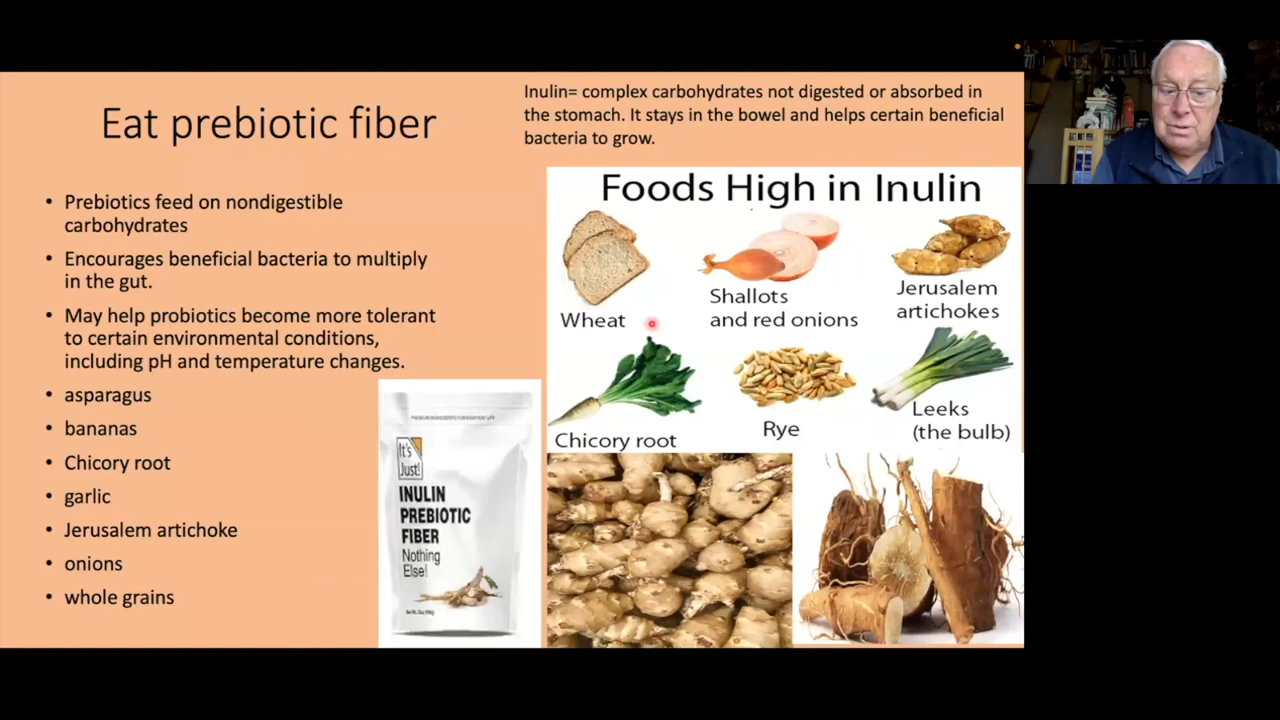 Eat prebiotic fiber
Inulin= complex carbohydrates not digested or absorbed in
the stomach. It stays in the bowel and helps certain beneficial
bacteria to grow.
• Prebiotics feed on nondigestible
carbohydrates
• Encourages beneficial bacteria to multiply
in the gut.
• May help probiotics become more tolerant
to certain environmental conditions,
including pH and temperature changes.
• asparagus
• bananas
• Chicory root
• garlic
• Jerusalem artichoke
• onions
• whole grains
It's
Just!
INULIN
PREBIOTIC
FIBER
Nothing
Else!
Foods High in Inulin
Wheat
Shallots
and red onions
Jerusalem
artichokes
Chicory root
Rye
Leeks
(the bulb)